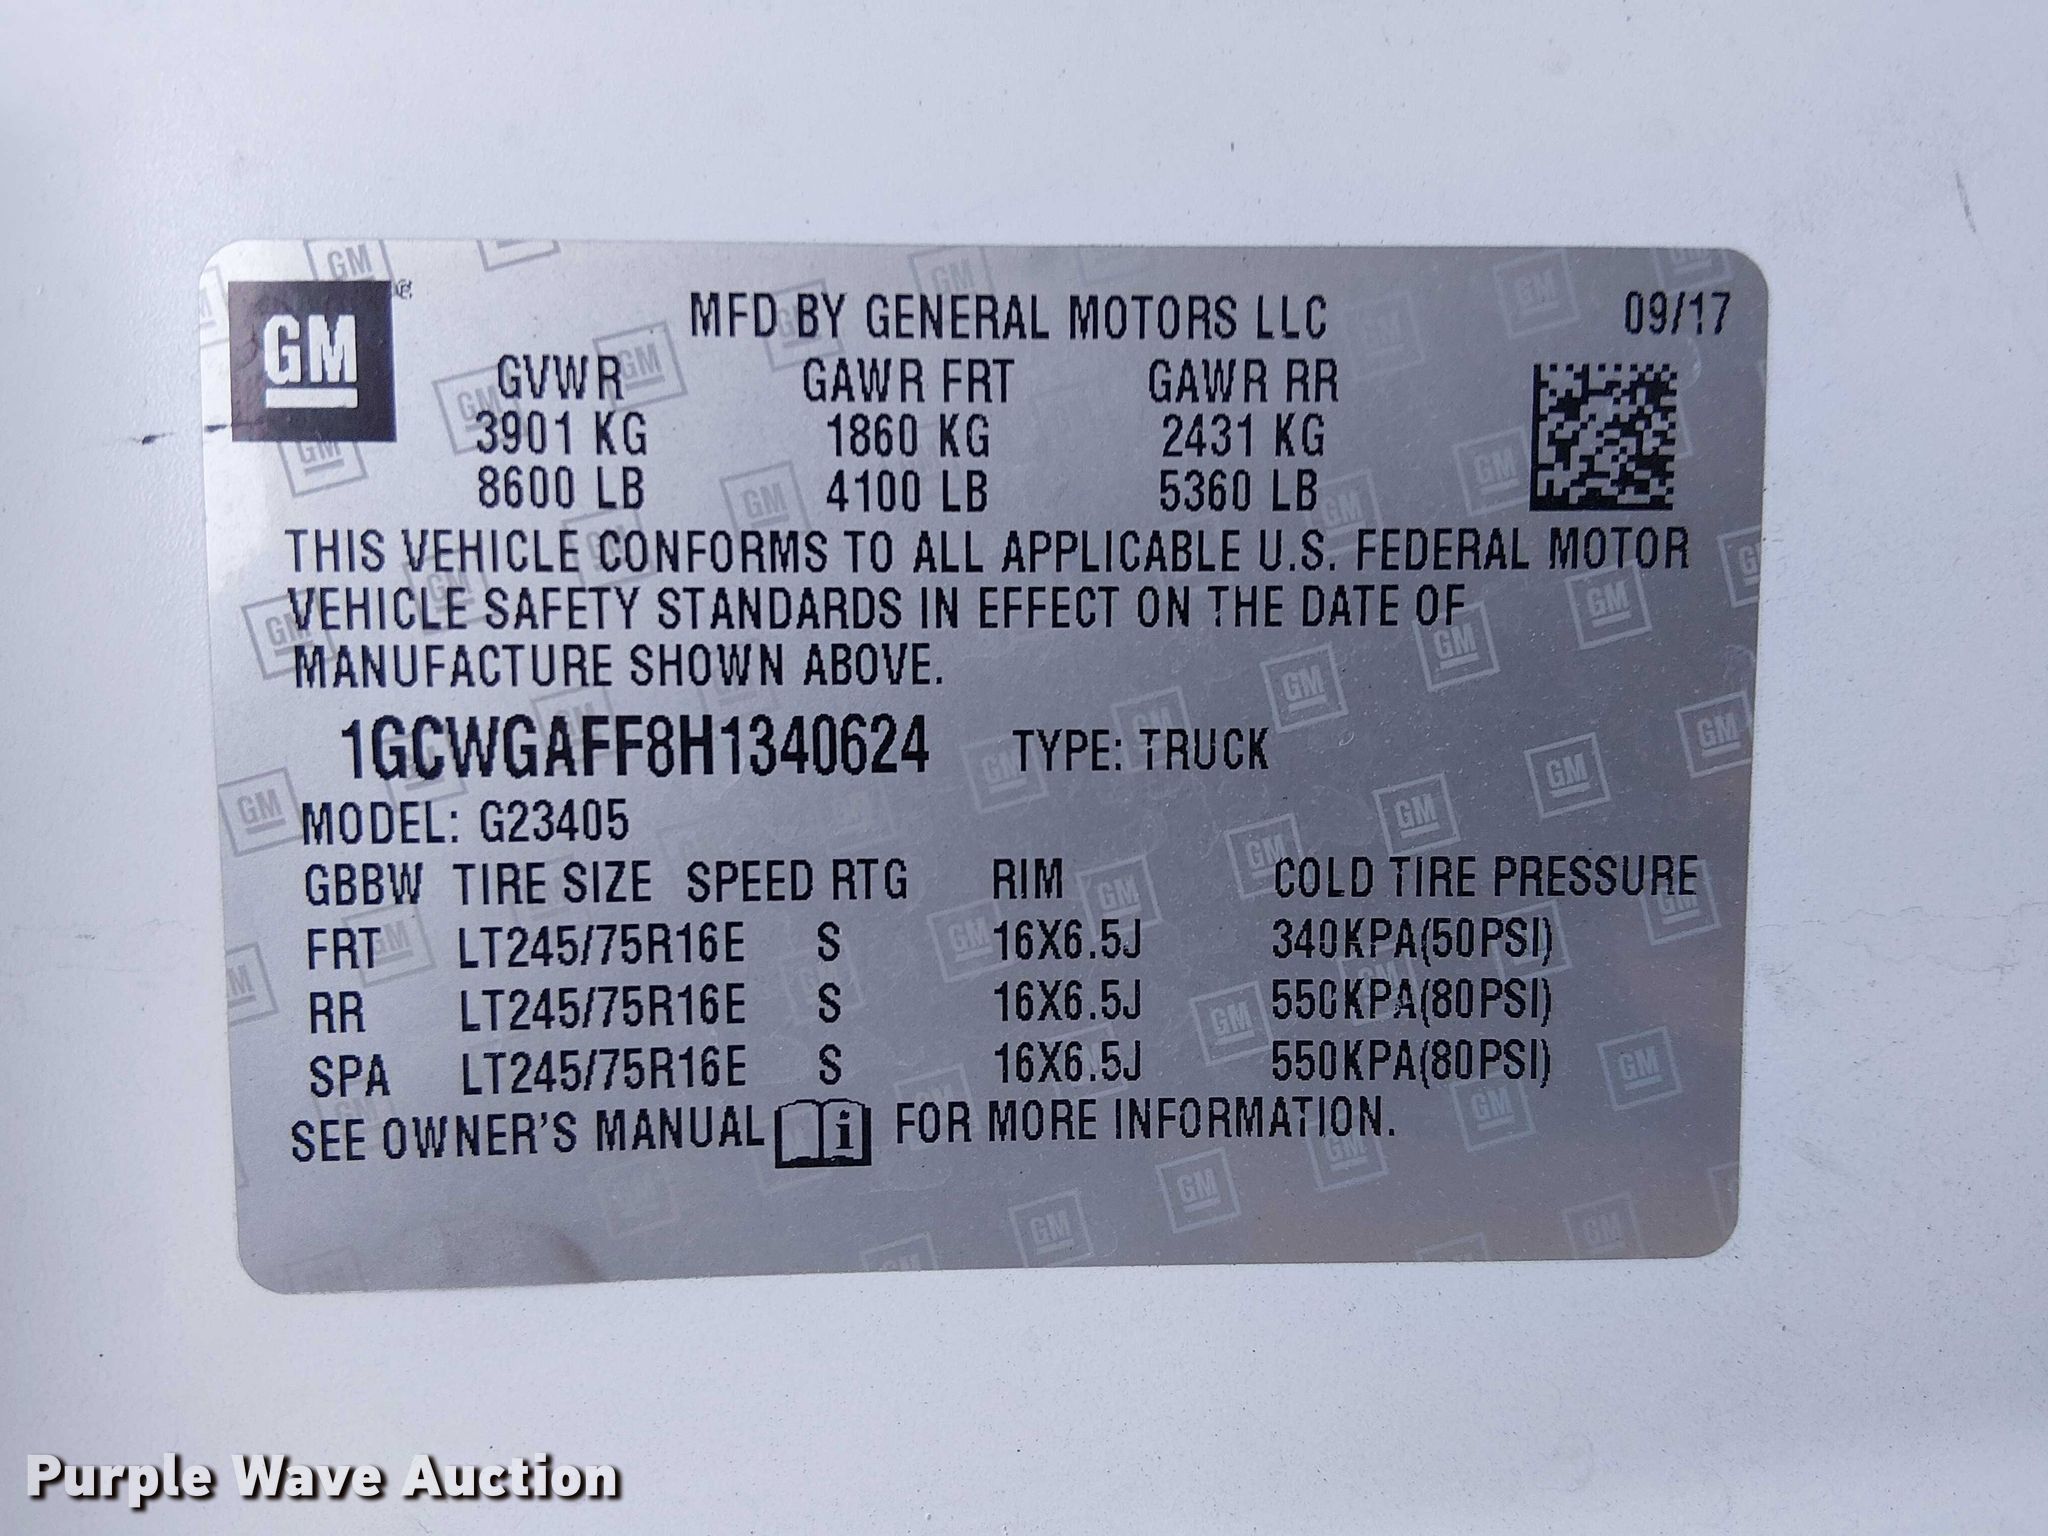 GM
MFD BY GENERAL MOTORS LLC 09/17
GVWR GAWR FRT GAWR RR
3901 KG 1860 KG 2431 KG
8600 LB 4100 LB 5360 LB
THIS VEHICLE CONFORMS TO ALL APPLICABLE U.S. FEDERAL MOTOR
VEHICLE SAFETY STANDARDS IN EFFECT ON THE DATE OF
MANUFACTURE SHOWN ABOVE.
1GCWGAFF8H1340624 TYPE: TRUCK
MODEL: G23405
GBBW TIRE SIZE SPEED RTG RIM COLD TIRE PRESSURE
FRT LT245/75R16E S 16X6.5J 340KPA(50PSI)
RR LT245/75R16E S 16X6.5J 550KPA(80PSI)
SPA LT245/75R16E S 16X6.5J 550KPA(80PSI)
SEE OWNER'S MANUAL i FOR MORE INFORMATION.
Purple Wave Auction